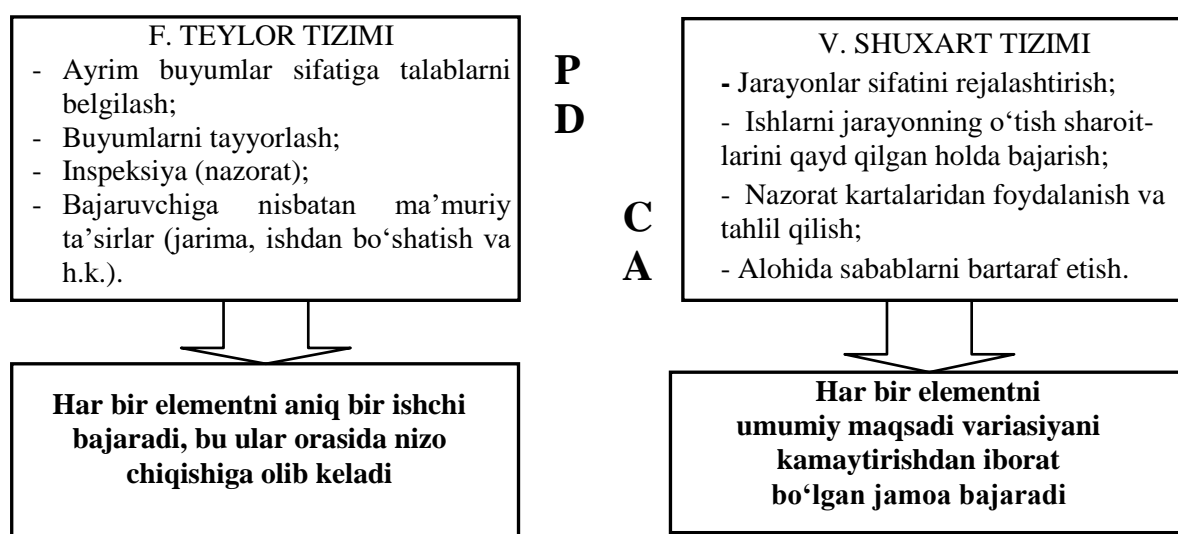 F. TEYLOR TIZIMI
- Ayrim buyumlar sifatiga talablarni
belgilash;
- Buyumlarni tayyorlash;
- Inspeksiya (nazorat);
- Bajaruvchiga nisbatan ma’muriy
ta’sirlar (jarima, ishdan bo‘shatish va
h.k.).
P
D
C
A
V. SHUXART TIZIMI
- Jarayonlar sifatini rejalashtirish;
- Ishlarni jarayonning o‘tish sharoit-
larini qayd qilgan holda bajarish;
- Nazorat kartalaridan foydalanish va
tahlil qilish;
- Alohida sabablarni bartaraf etish.
Har bir elementni aniq bir ishchi
bajaradi, bu ular orasida nizo
chiqishiga olib keladi
Har bir elementni
umumiy maqsadi variasiyani
kamaytirishdan iborat
bo‘lgan jamoa bajaradi